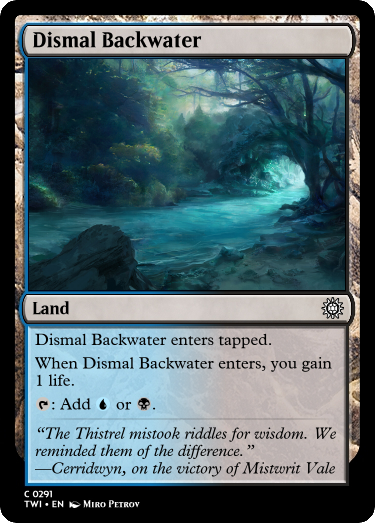 Dismal Backwater
Land
Dismal Backwater enters tapped.
When Dismal Backwater enters, you gain
1 life.
: Add or .
"The Thistrel mistook riddles for wisdom. We
reminded them of the difference."
—Cerridwyn, on the victory of Mistwrit Vale
C 0291
TWI • EN Miro Petrov